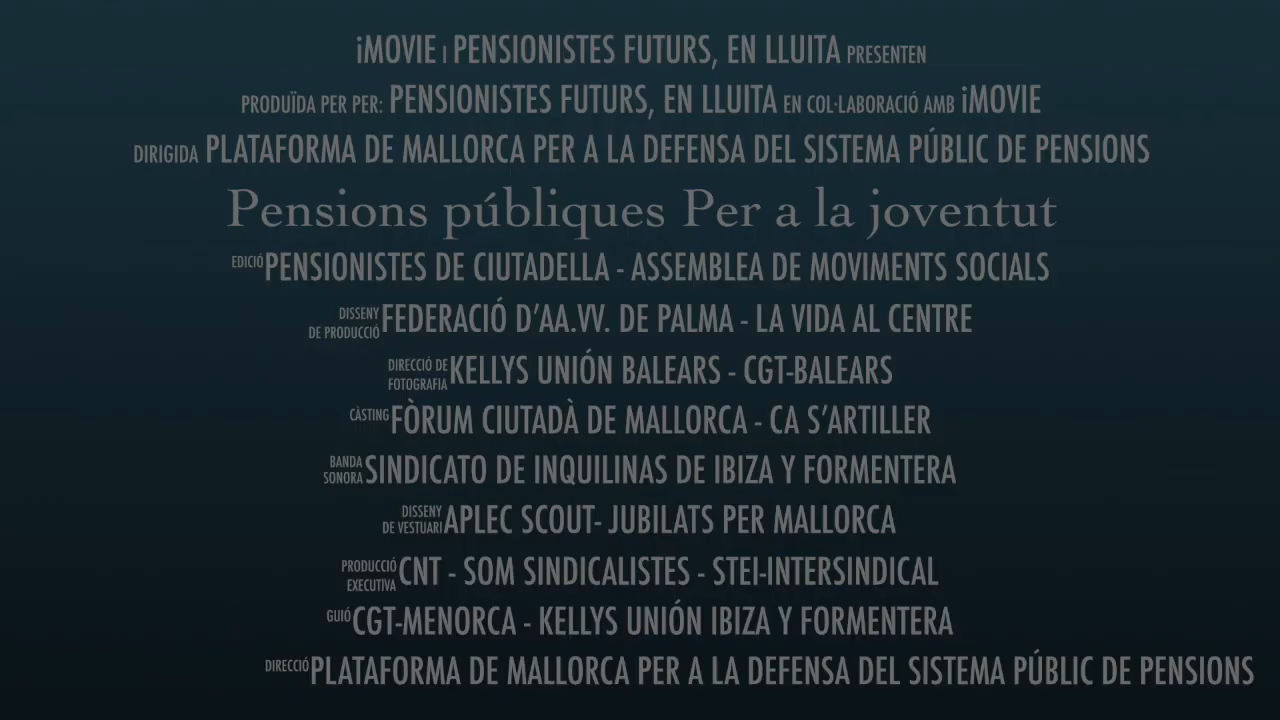 iMOVIE I PENSIONISTES FUTURS, EN LLUITA PRESENTEN
PRODUÏDA PER PER: PENSIONISTES FUTURS, EN LLUITA EN COL·LABORACIÓ AMB iMOVIE
DIRIGIDA PLATAFORMA DE MALLORCA PER A LA DEFENSA DEL SISTEMA PÚBLIC DE PENSIONS
Pensions públiques Per a la joventut
EDICIÓ PENSIONISTES DE CIUTADELLA - ASSEMBLEA DE MOVIMENTS SOCIALS
DISSENY DE PRODUCCIÓ FEDERACIÓ D'AA.VV. DE PALMA - LA VIDA AL CENTRE
DIRECCIÓ DE FOTOGRAFIA KELLYS UNIÓN BALEARS - CGT-BALEARS
CÀSTING FÒRUM CIUTADÀ DE MALLORCA - CA S'ARTILLER
BANDA SONORA SINDICATO DE INQUILINAS DE IBIZA Y FORMENTERA
DISSENY DE VESTUARI APLEC SCOUT- JUBILATS PER MALLORCA
PRODUCCIÓ EXECUTIVA CNT - SOM SINDICALISTES - STEI-INTERSINDICAL
GUIÓ CGT-MENORCA - KELLYS UNIÓN IBIZA Y FORMENTERA
DIRECCIÓ PLATAFORMA DE MALLORCA PER A LA DEFENSA DEL SISTEMA PÚBLIC DE PENSIONS